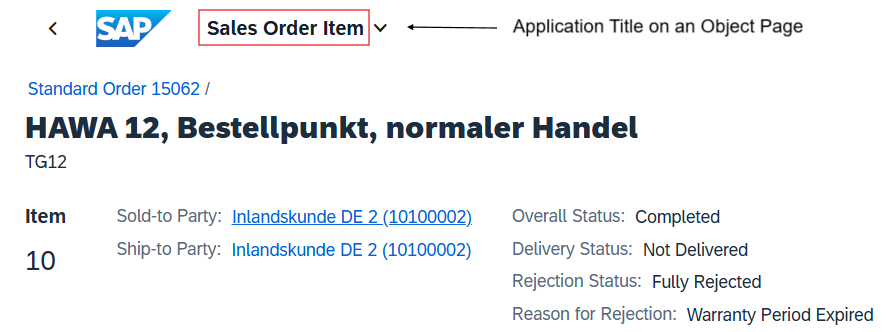 SAP Sales Order Item Application Title on an Object Page
Standard Order 15062 /
HAWA 12, Bestellpunkt, normaler Handel
TG12
Item
10
Sold-to Party: Inlandskunde DE 2 (10100002)
Ship-to Party: Inlandskunde DE 2 (10100002)
Overall Status: Completed
Delivery Status: Not Delivered
Rejection Status: Fully Rejected
Reason for Rejection: Warranty Period Expired